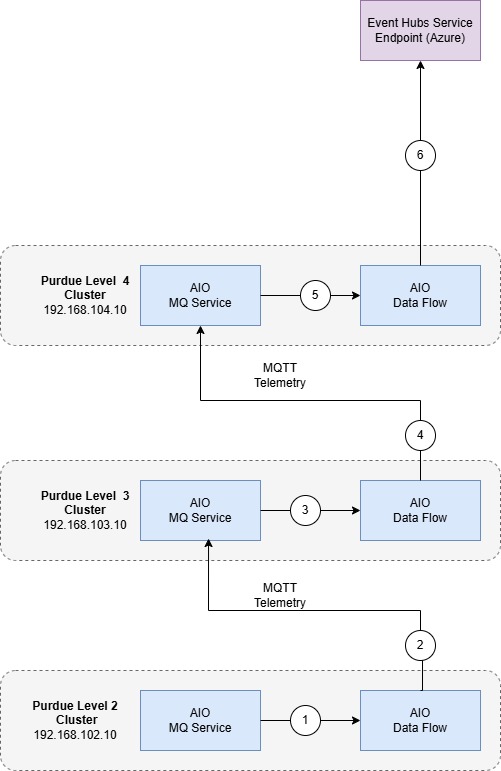 Event Hubs Service
Endpoint (Azure)
6
Purdue Level  4
Cluster
192.168.104.10
AIO
MQ Service
5
AIO
Data Flow
MQTT
Telemetry
4
Purdue Level  3
Cluster
192.168.103.10
AIO
MQ Service
3
AIO
Data Flow
MQTT
Telemetry
2
Purdue Level 2
Cluster
192.168.102.10
AIO
MQ Service
1
AIO
Data Flow